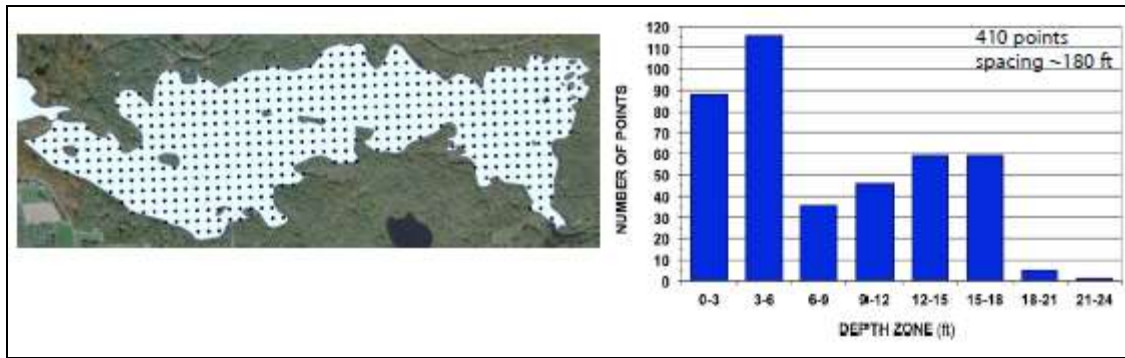 410 points
spacing ~180 ft
NUMBER OF POINTS
120
110
100
90
80
70
60
50
40
30
20
10
0
0-3 3-6 6-9 9-12 12-15 15-18 18-21 21-24
DEPTH ZONE (ft)